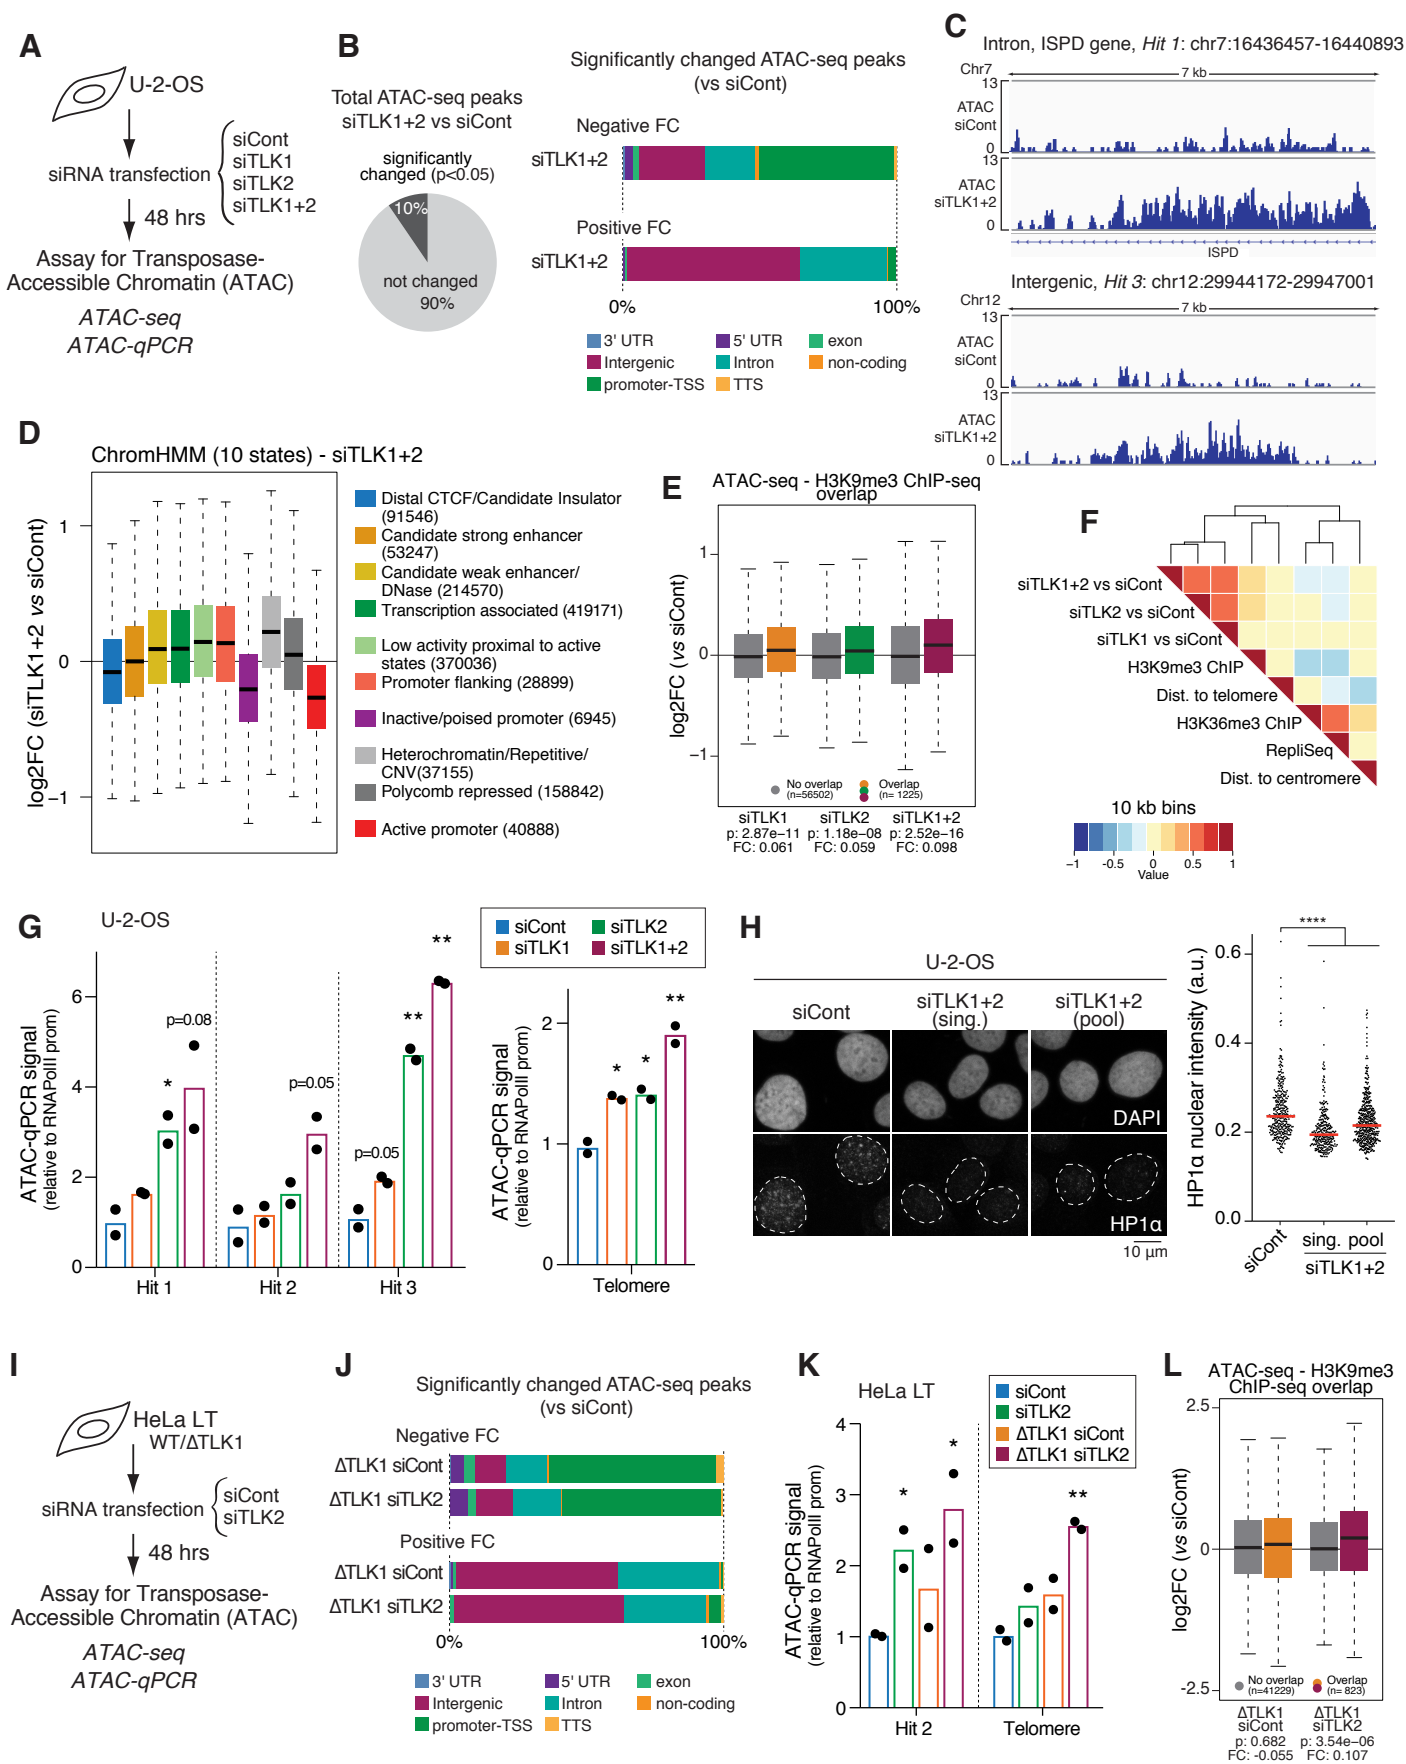 A
U-2-OS
siRNA transfection
siCont
siTLK1
siTLK2
siTLK1+2
48 hrs
Assay for Transposase-
Accessible Chromatin (ATAC)
ATAC-seq
ATAC-qPCR
B
Total ATAC-seq peaks
siTLK1+2 vs siCont
significantly
changed (p<0.05)
10%
not changed
90%
Significantly changed ATAC-seq peaks
(vs siCont)
Negative FC
siTLK1+2
Positive FC
siTLK1+2
0%
100%
3' UTR
5' UTR
exon
Intergenic
Intron
non-coding
promoter-TSS
TTS
C
Intron, ISPD gene, Hit 1: chr7:16436457-16440893
Chr7
7 kb
13
ATAC
siCont
0
13
ATAC
siTLK1+2
0
ISPD
Intergenic, Hit 3: chr12:29944172-29947001
Chr12
7 kb
13
ATAC
siCont
0
13
ATAC
siTLK1+2
0
D
ChromHMM (10 states) - siTLK1+2
log2FC (siTLK1+2 vs siCont)
1
0
−1
Distal CTCF/Candidate Insulator
(91546)
Candidate strong enhancer
(53247)
Candidate weak enhancer/
DNase (214570)
Transcription associated (419171)
Low activity proximal to active
states (370036)
Promoter flanking (28899)
Inactive/poised promoter (6945)
Heterochromatin/Repetitive/
CNV(37155)
Polycomb repressed (158842)
Active promoter (40888)
E
ATAC-seq - H3K9me3 ChIP-seq
overlap
log2FC (vs siCont)
1
0
−1
No overlap
(n=56502)
Overlap
(n= 1225)
siTLK1
siTLK2
siTLK1+2
p: 2.87e−11
p: 1.18e−08
p: 2.52e−16
FC: 0.061
FC: 0.059
FC: 0.098
F
siTLK1+2 vs siCont
siTLK2 vs siCont
siTLK1 vs siCont
H3K9me3 ChIP
Dist. to telomere
H3K36me3 ChIP
RepliSeq
Dist. to centromere
10 kb bins
−1
-0.5
0
0.5
1
Value
G
U-2-OS
siCont
siTLK2
siTLK1
siTLK1+2
ATAC-qPCR signal
(relative to RNAPolII prom)
6
4
2
0
*
p=0.08
p=0.05
p=0.05
**
**
Hit 1
Hit 2
Hit 3
ATAC-qPCR signal
(relative to RNAPolII prom)
2
1
0
*
*
**
Telomere
H
U-2-OS
siCont
siTLK1+2
(sing.)
siTLK1+2
(pool)
DAPI
HP1α
10 µm
HP1α nuclear intensity (a.u.)
****
0.6
0.4
0.2
0.0
siCont
sing. pool
siTLK1+2
I
HeLa LT
WT/ΔTLK1
siRNA transfection
siCont
siTLK2
48 hrs
Assay for Transposase-
Accessible Chromatin (ATAC)
ATAC-seq
ATAC-qPCR
J
Significantly changed ATAC-seq peaks
(vs siCont)
Negative FC
ΔTLK1 siCont
ΔTLK1 siTLK2
Positive FC
ΔTLK1 siCont
ΔTLK1 siTLK2
0%
100%
3' UTR
5' UTR
exon
Intergenic
Intron
non-coding
promoter-TSS
TTS
K
HeLa LT
siCont
siTLK2
ΔTLK1 siCont
ΔTLK1 siTLK2
ATAC-qPCR signal
(relative to RNAPolII prom)
4
3
2
1
0
*
*
**
Hit 2
Telomere
L
ATAC-seq - H3K9me3
ChIP-seq overlap
log2FC (vs siCont)
2.5
0
-2.5
No overlap
(n=41229)
Overlap
(n= 823)
ΔTLK1
siCont
ΔTLK1
siTLK2
p: 0.682
p: 3.54e−06
FC: -0.055
FC: 0.107